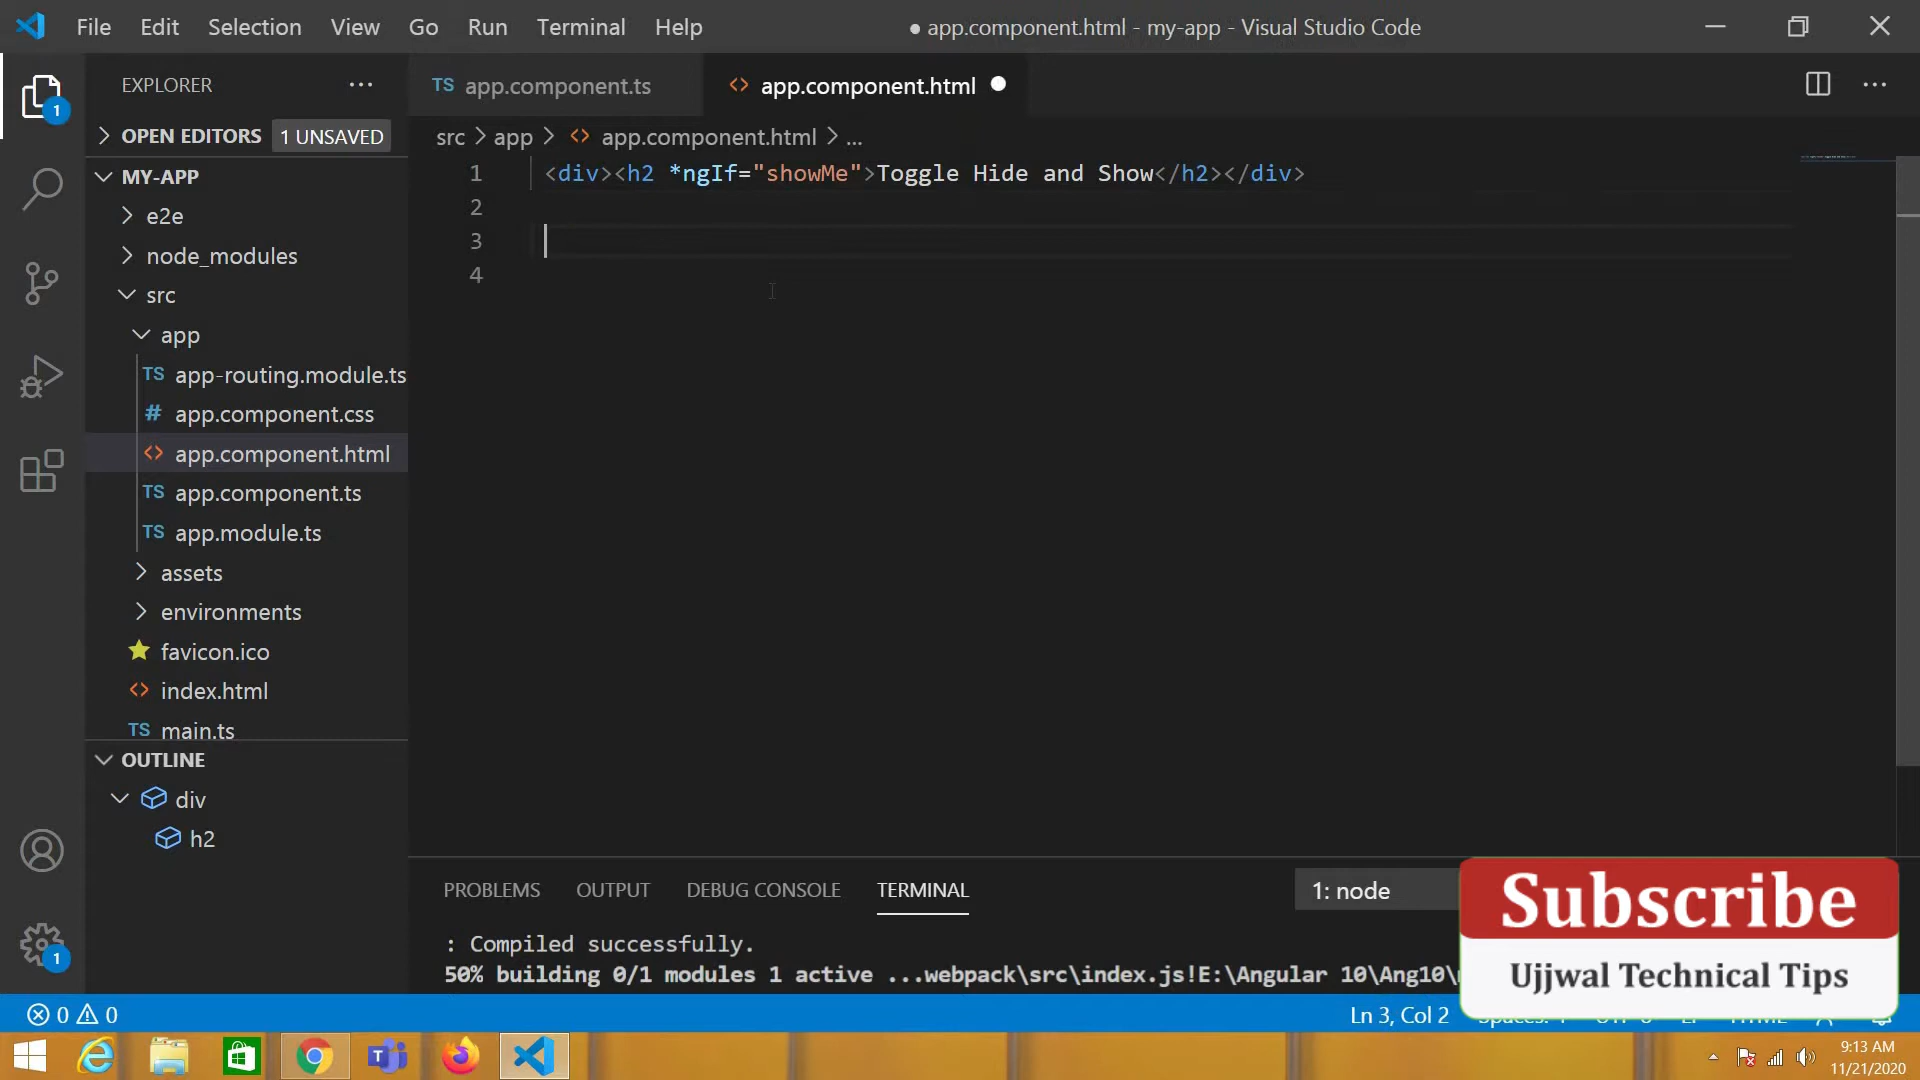 File Edit Selection View Go Run Terminal Help
● app.component.html - my-app - Visual Studio Code
EXPLORER
OPEN EDITORS 1 UNSAVED
MY-APP
e2e
node_modules
src
app
TS app-routing.module.ts
# app.component.css
<> app.component.html
TS app.component.ts
TS app.module.ts
assets
environments
favicon.ico
<> index.html
TS main.ts
OUTLINE
div
h2
1
1
TS app.component.ts
<> app.component.html
src > app > <> app.component.html > ...
1 <div><h2 *ngIf="showMe">Toggle Hide and Show</h2></div>
2
3
4
PROBLEMS OUTPUT DEBUG CONSOLE TERMINAL 1: node
: Compiled successfully.
50% building 0/1 modules 1 active ...webpack\src\index.js!E:\Angular 10\Ang10\
Subscribe
Ujjwal Technical Tips
0 0
Ln 3, Col 2
9:13 AM
11/21/2020